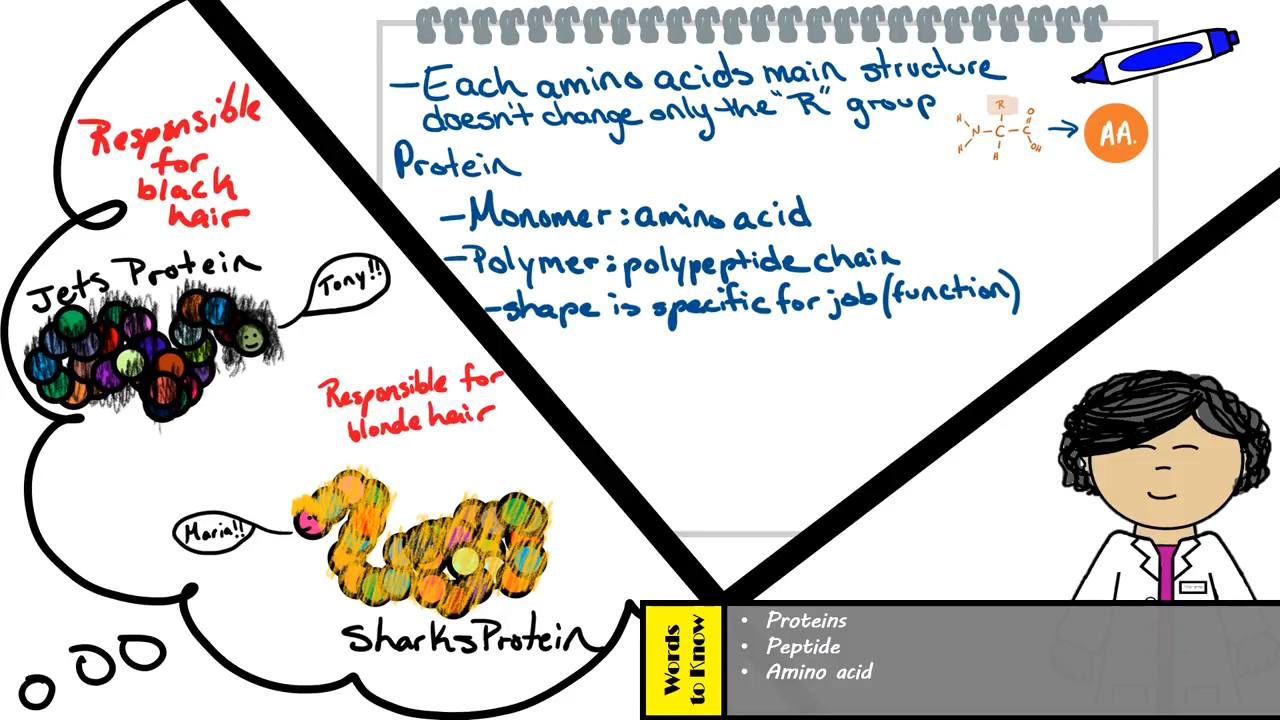 Responsible
for
black
hair
Jets Protein
Tony!!
Responsible for
blonde hair
Maria!!
Sharks Protein
-Each amino acids main structure
doesn't change only the "R" group
R
H
N-C-C
O
OH
H
H
AA.
Protein
-Monomer: amino acid
-Polymer: polypeptide chain
-shape is specific for job (function)
Words
to Know
• Proteins
• Peptide
• Amino acid